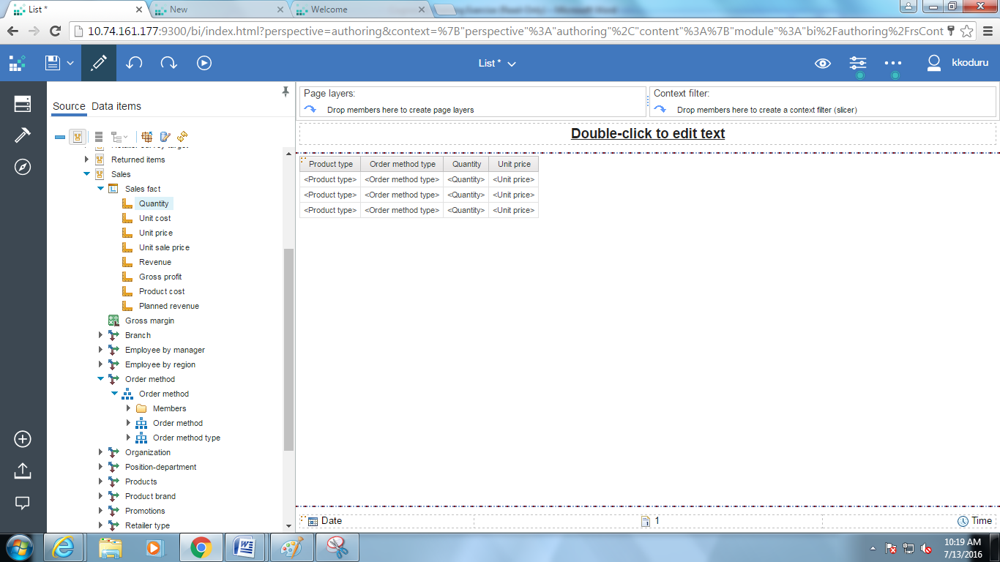 List *
New
Welcome
10.74.161.177:9300/bi/index.html?perspective=authoring&context=%7B"perspective"%3A"authoring"%2C"content"%3A%7B"module"%3A"bi%2Fauthoring%2FrsCont
List *
kkoduru
Source Data items
Returned items
Sales
Sales fact
Quantity
Unit cost
Unit price
Unit sale price
Revenue
Gross profit
Product cost
Planned revenue
Gross margin
Branch
Employee by manager
Employee by region
Order method
Order method
Members
Order method
Order method type
Organization
Position-department
Products
Product brand
Promotions
Retailer type
Page layers:
Drop members here to create page layers
Context filter:
Drop members here to create a context filter (slicer)
Double-click to edit text
Product type Order method type Quantity Unit price
<Product type> <Order method type> <Quantity> <Unit price>
<Product type> <Order method type> <Quantity> <Unit price>
<Product type> <Order method type> <Quantity> <Unit price>
Date 1 Time
10:19 AM
7/13/2016